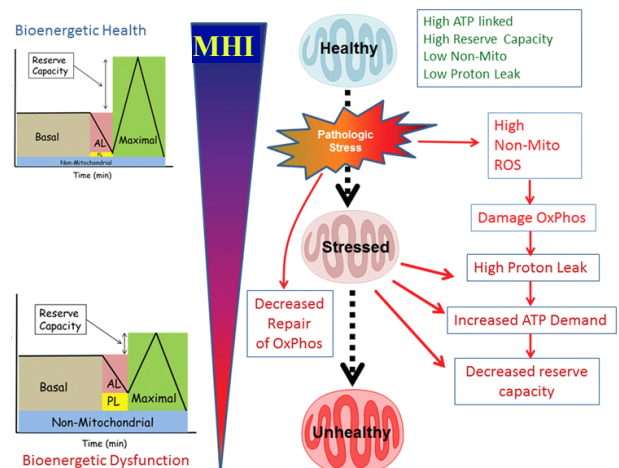 Bioenergetic Health
Reserve
Capacity
Basal
AL
PL
Maximal
Non-Mitochondrial
Time (min)
MHI
Healthy
High ATP linked
High Reserve Capacity
Low Non-Mito
Low Proton Leak
Pathologic
Stress
High
Non-Mito
ROS
Damage OxPhos
Stressed
High Proton Leak
Decreased
Repair
of OxPhos
Increased ATP Demand
Decreased reserve
capacity
Reserve
Capacity
Basal
AL
PL
Maximal
Non-Mitochondrial
Time (min)
Bioenergetic Dysfunction
Unhealthy